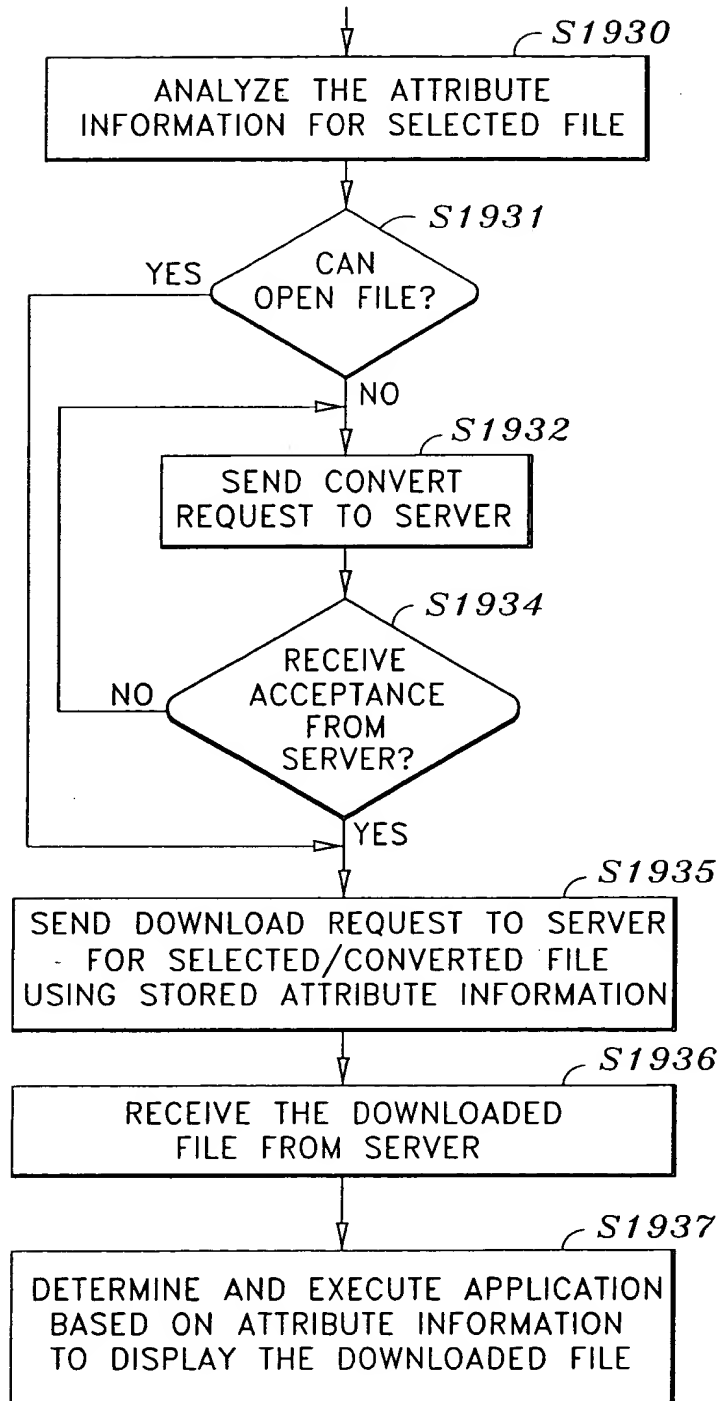 S1930
ANALYZE THE ATTRIBUTE
INFORMATION FOR SELECTED FILE
S1931
CAN
OPEN FILE?
YES
NO
S1932
SEND CONVERT
REQUEST TO SERVER
S1934
RECEIVE
ACCEPTANCE
FROM
SERVER?
NO
YES
S1935
SEND DOWNLOAD REQUEST TO SERVER
FOR SELECTED/CONVERTED FILE
USING STORED ATTRIBUTE INFORMATION
S1936
RECEIVE THE DOWNLOADED
FILE FROM SERVER
S1937
DETERMINE AND EXECUTE APPLICATION
BASED ON ATTRIBUTE INFORMATION
TO DISPLAY THE DOWNLOADED FILE